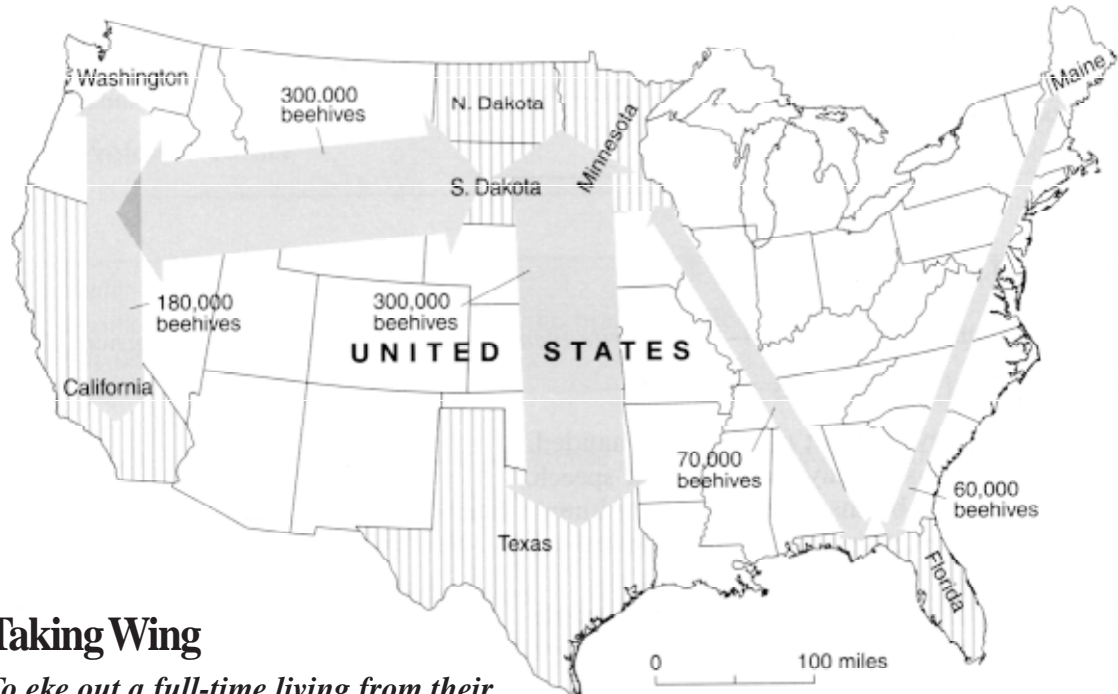 Washington
300.000
beehives
N. Dakota
Minnesota
Maine
S. Dakota
180,000
beehives
300,000
beehives
UNITED STATES
California
70,000
beehives
60,000
beehives
Texas
Florida
0 100 miles
Taking Wing
To eke out a full-time living from their